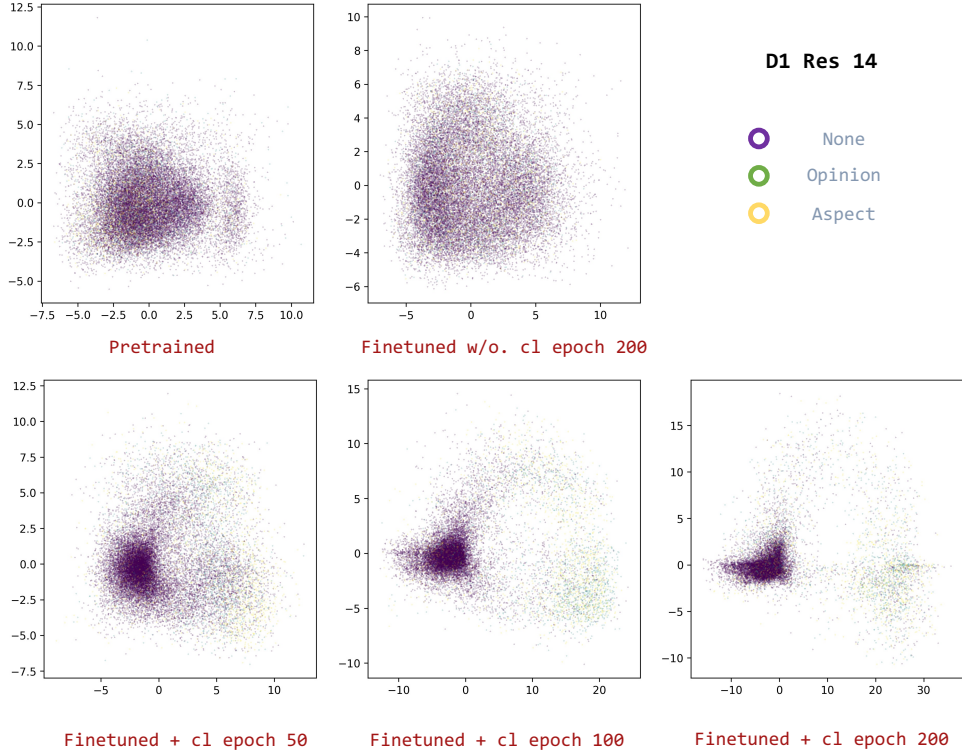 12.5
10.0
7.5
5.0
2.5
0.0
−2.5
−5.0
−7.5 −5.0 −2.5 0.0 2.5 5.0 7.5 10.0
Pretrained
10
8
6
4
2
0
−2
−4
−6
−5 0 5 10
Finetuned w/o. cl epoch 200
D1 Res 14
None
Opinion
Aspect
12.5
10.0
7.5
5.0
2.5
0.0
−2.5
−5.0
−7.5
−5 0 5 10
Finetuned + cl epoch 50
15
10
5
0
−5
−10
−10 0 10 20
Finetuned + cl epoch 100
15
10
5
0
−5
−10
−10 0 10 20 30
Finetuned + cl epoch 200